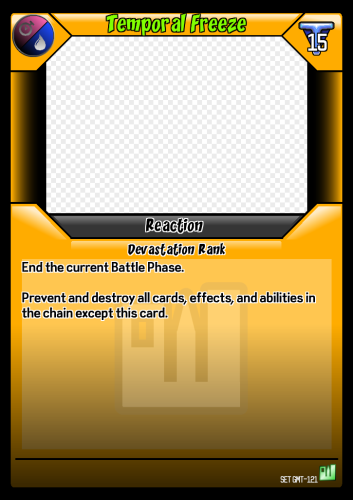 Temporal Freeze
15
Reaction
Devastation Rank
End the current Battle Phase.
Prevent and destroy all cards, effects, and abilities in
the chain except this card.
SET GMT-121